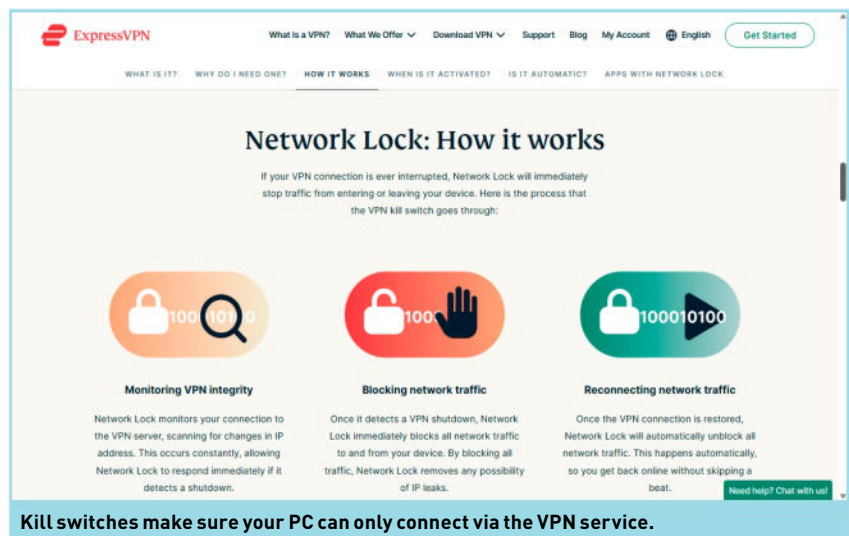 ExpressVPN
What Is a VPN? What We Offer Download VPN Support Blog My Account English Get Started
WHAT IS IT? WHY DO I NEED ONE? HOW IT WORKS WHEN IS IT ACTIVATED? IS IT AUTOMATIC? APPS WITH NETWORK LOCK
Network Lock: How it works
If your VPN connection is ever interrupted, Network Lock will immediately
stop traffic from entering or leaving your device. Here is the process that
the VPN kill switch goes through:
Monitoring VPN integrity
Network Lock monitors your connection to
the VPN server, scanning for changes in IP
address. This occurs constantly, allowing
Network Lock to respond immediately if it
detects a shutdown.
100
Blocking network traffic
Once it detects a VPN shutdown, Network
Lock immediately blocks all network traffic
to and from your device. By blocking all
traffic, Network Lock removes any possibility
of IP leaks.
100010100
Reconnecting network traffic
Once the VPN connection is restored,
Network Lock will automatically unblock all
network traffic. This happens automatically,
so you get back online without skipping a
beat.
Need help? Chat with us!
Kill switches make sure your PC can only connect via the VPN service.